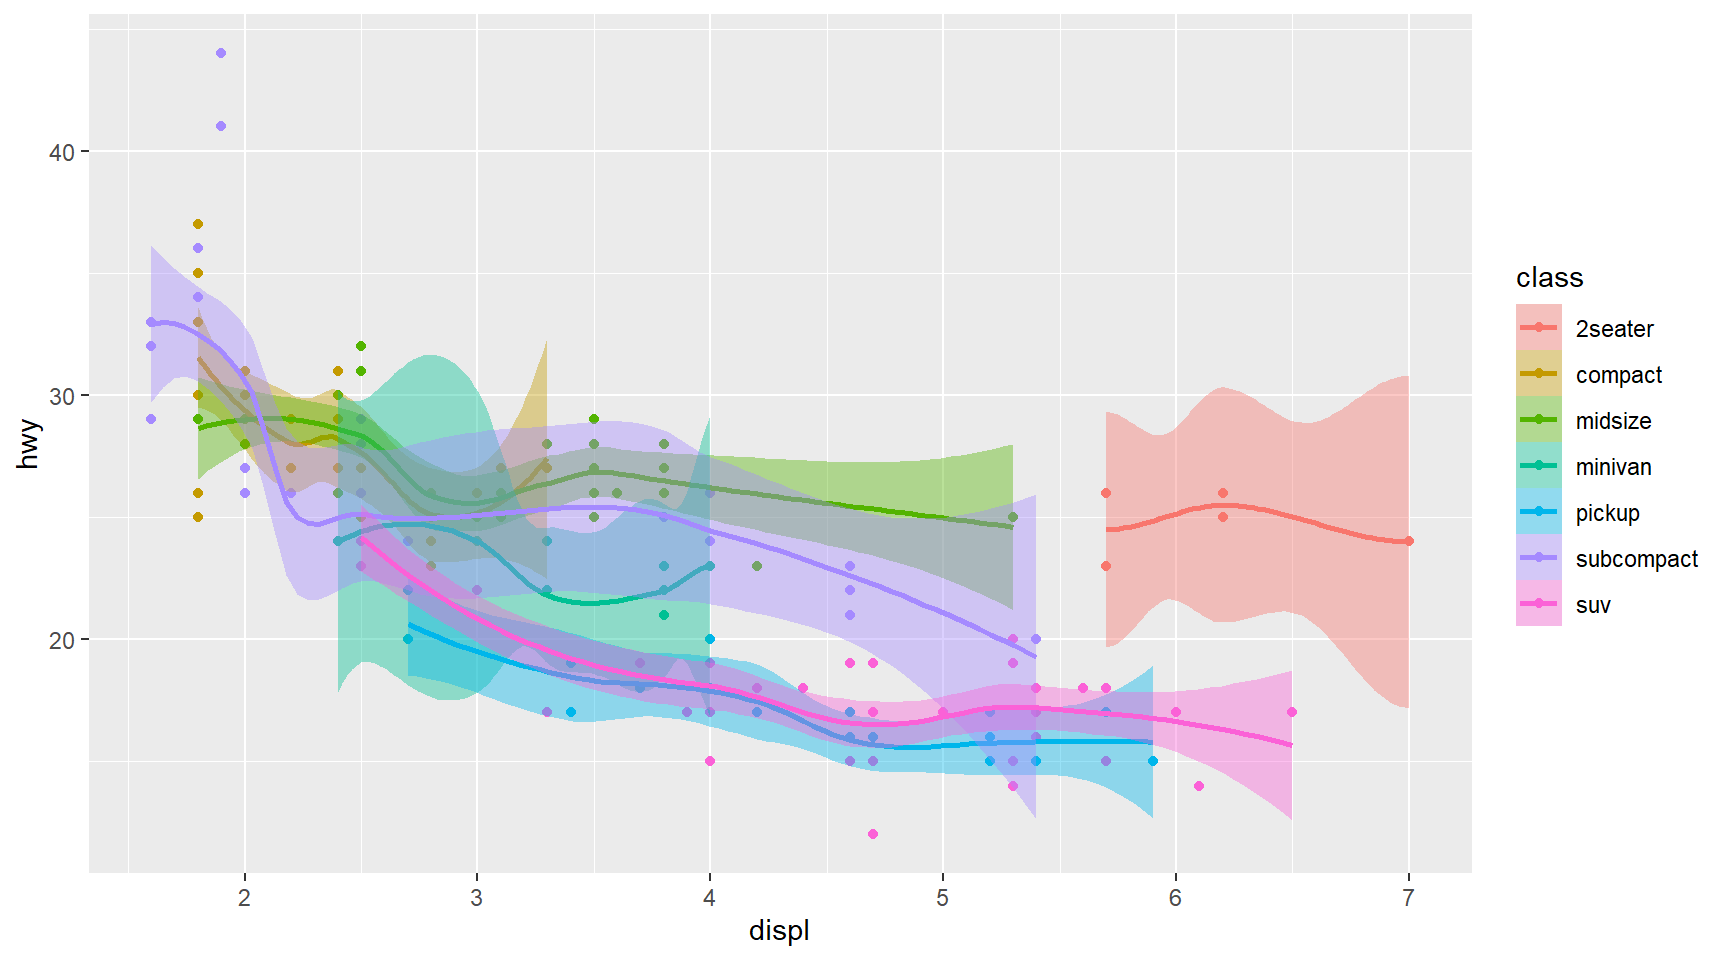 hwy
40
30
20
2 3 4 5 6 7
displ
class
2seater
compact
midsize
minivan
pickup
subcompact
suv